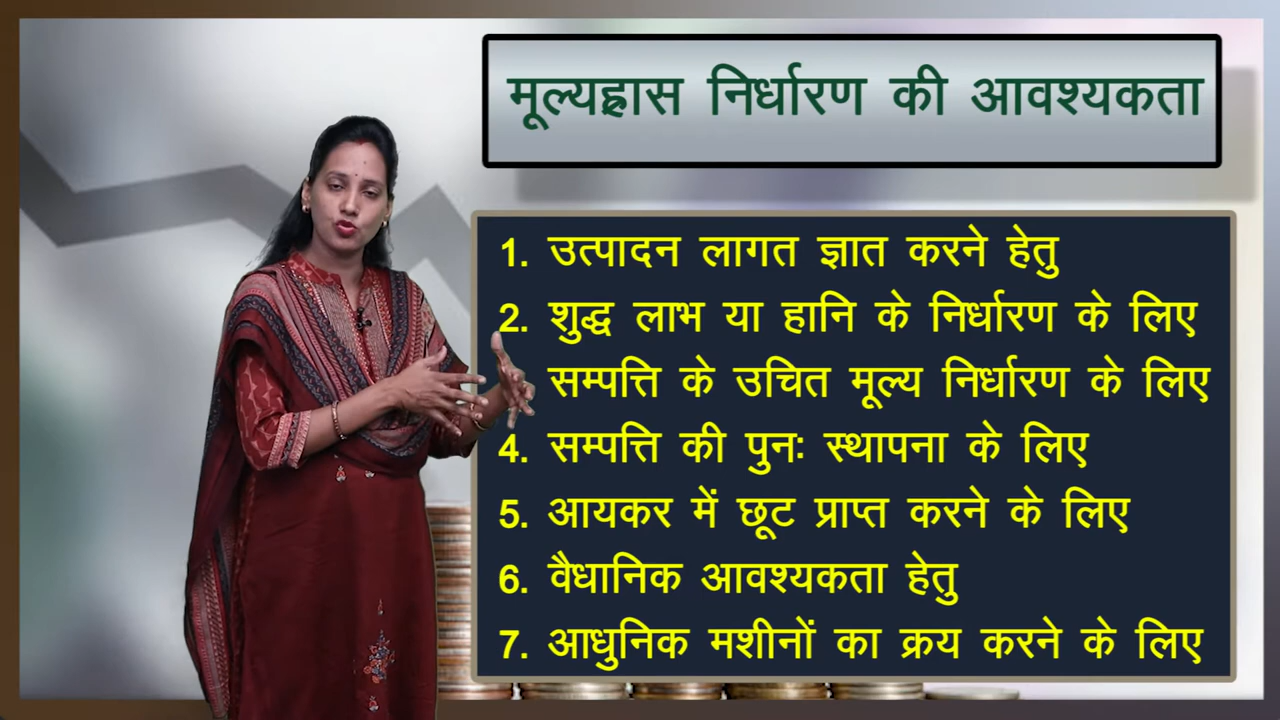 मूल्यह्रास निर्धारण की आवश्यकता
1. उत्पादन लागत ज्ञात करने हेतु
2. शुद्ध लाभ या हानि के निर्धारण के लिए
सम्पत्ति के उचित मूल्य निर्धारण के लिए
4. सम्पत्ति की पुनः स्थापना के लिए
5. आयकर में छूट प्राप्त करने के लिए
6. वैधानिक आवश्यकता हेतु
7. आधुनिक मशीनों का क्रय करने के लिए